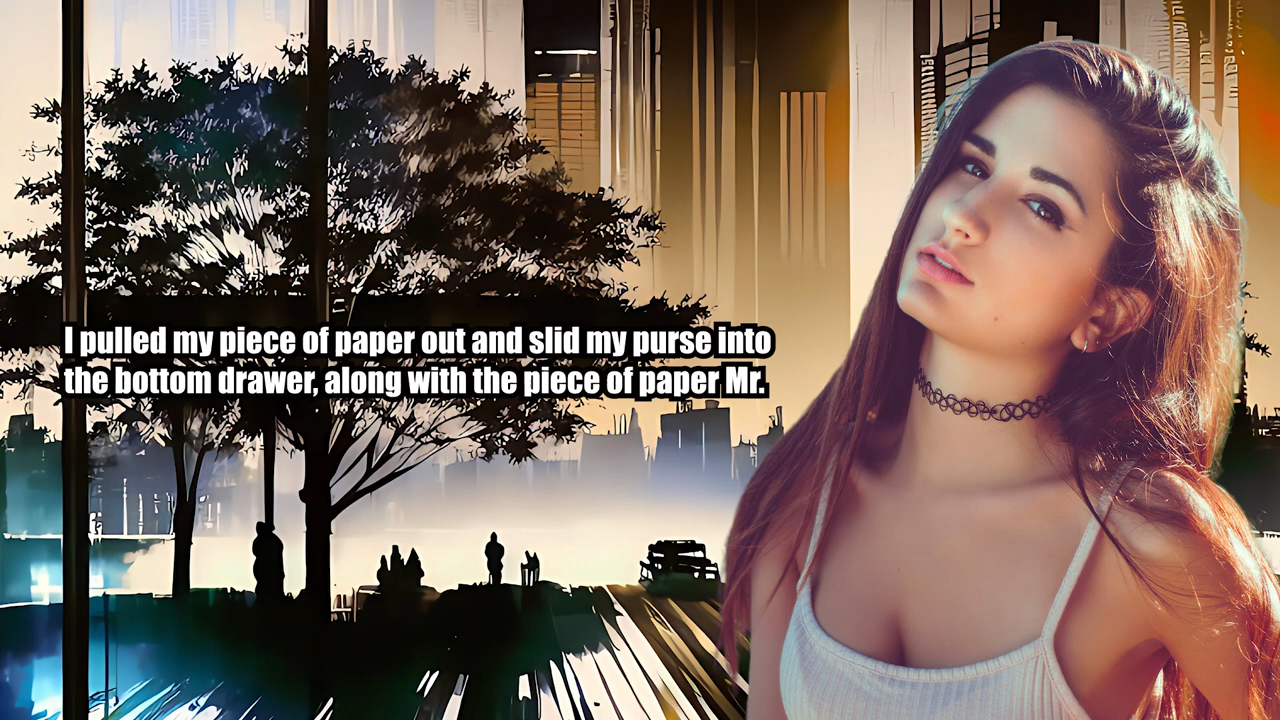 I pulled my piece of paper out and slid my purse into
the bottom drawer, along with the piece of paper Mr.